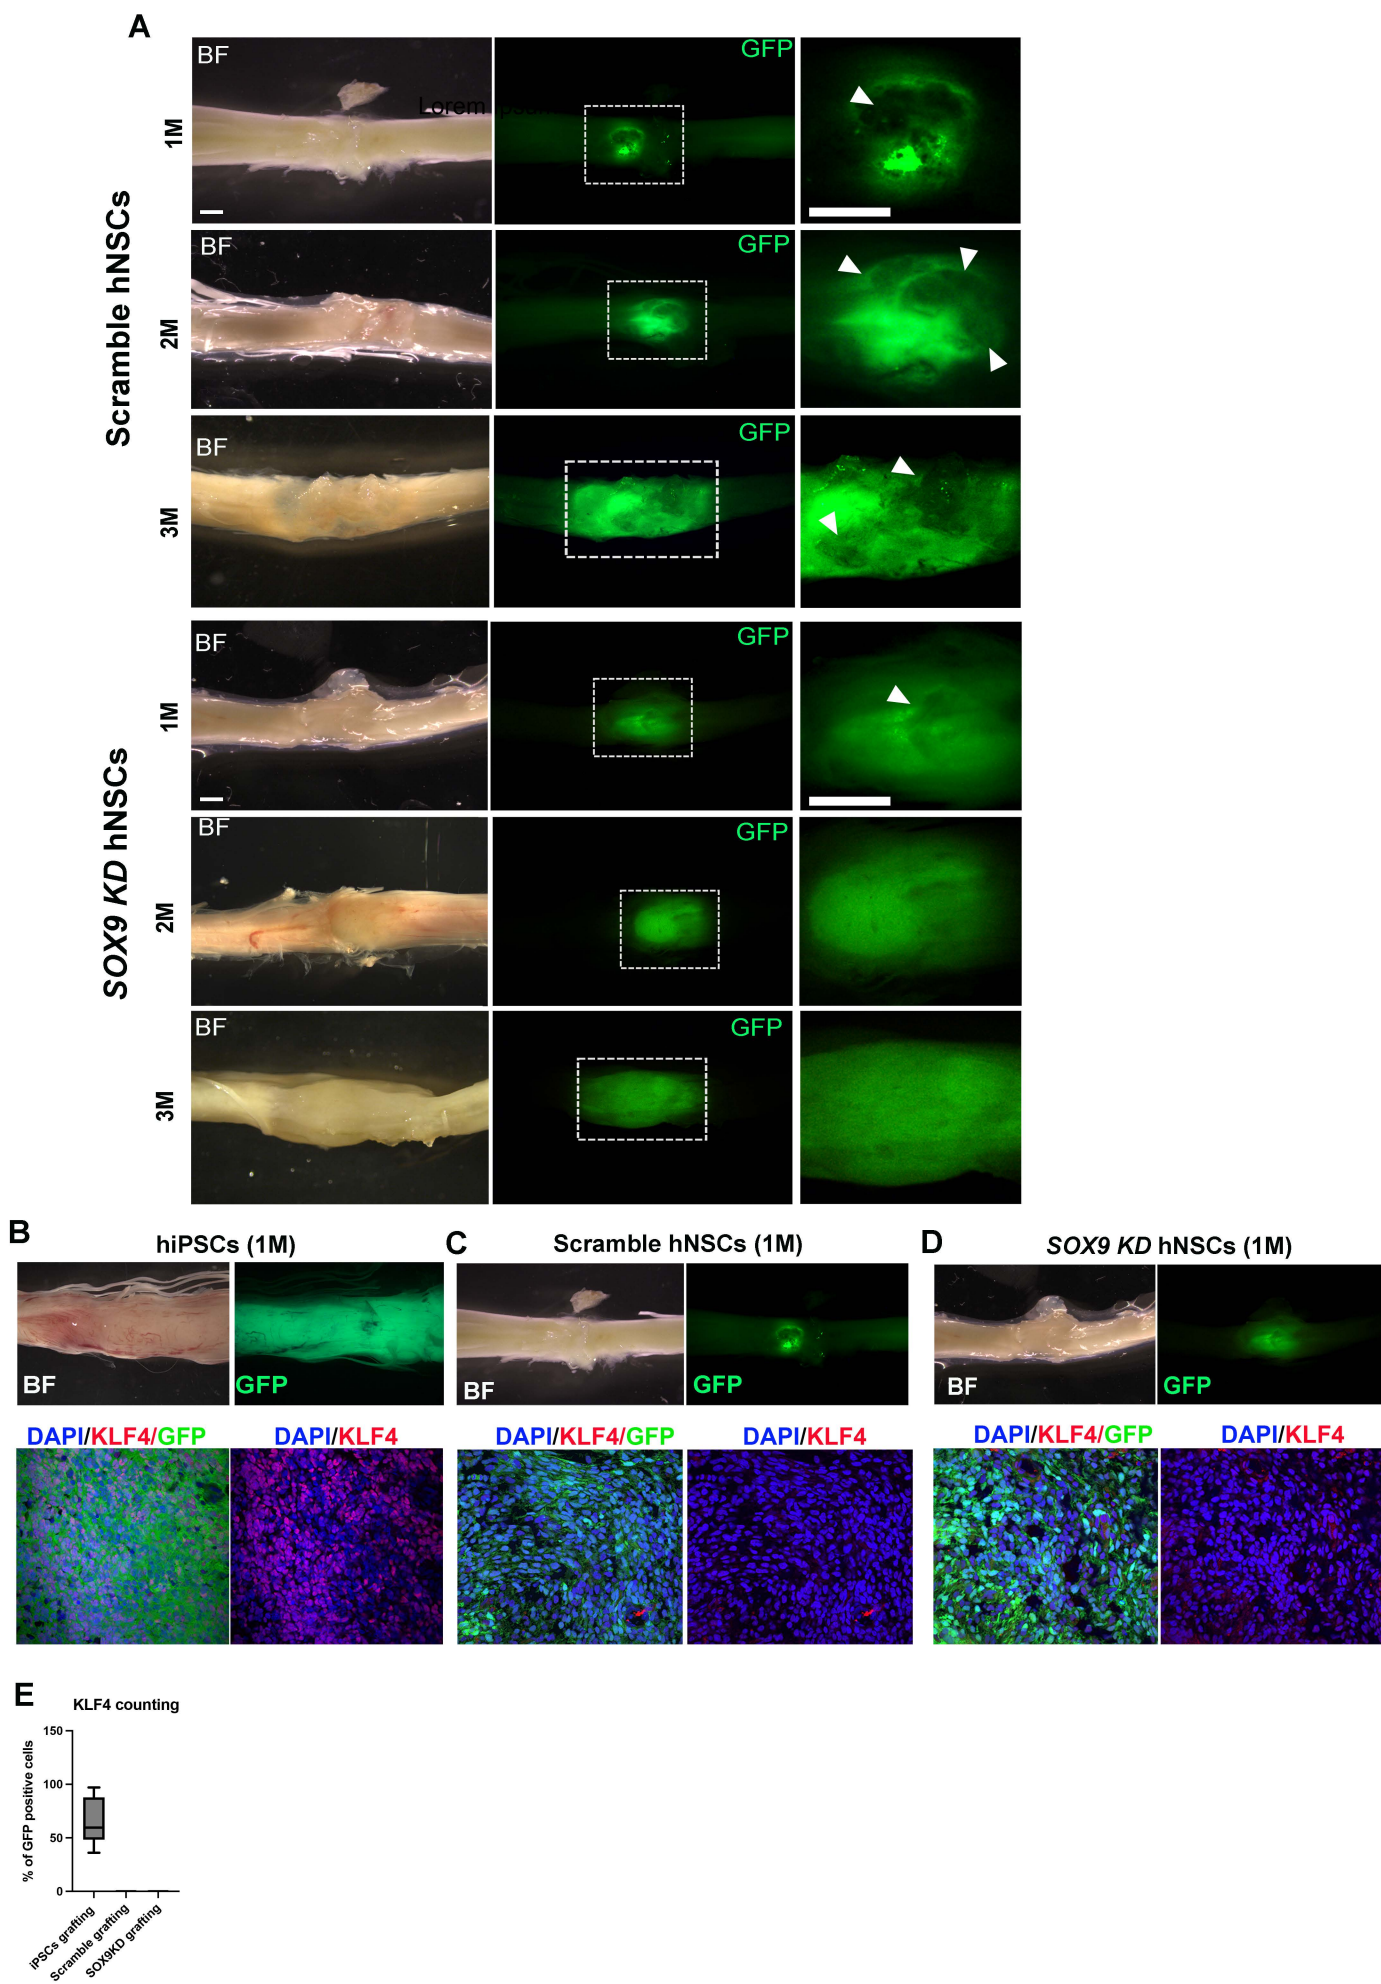 A
BF
GFP
Lorem
1M
BF
GFP
2M
Scramble hNSCs
BF
GFP
3M
BF
GFP
1M
BF
GFP
2M
SOX9 KD hNSCs
BF
GFP
3M
B
hiPSCs (1M)
BF
GFP
DAPI/KLF4/GFP
DAPI/KLF4
C
Scramble hNSCs (1M)
BF
GFP
DAPI/KLF4/GFP
DAPI/KLF4
D
SOX9 KD hNSCs (1M)
BF
GFP
DAPI/KLF4/GFP
DAPI/KLF4
E
KLF4 counting
% of GFP positive cells
150
100
50
0
iPSCs grafting
Scramble grafting
SOX9KD grafting